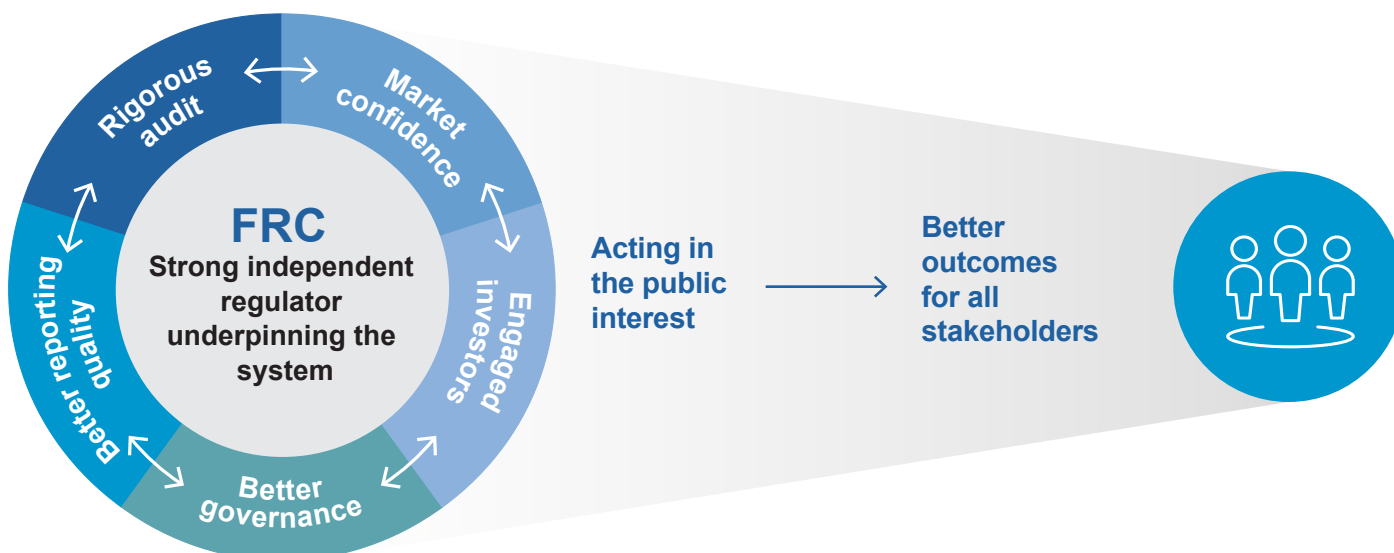 Rigorous
audit
Market
confidence
Engaged
investors
Better
governance
Better reporting
quality
FRC
Strong independent
regulator
underpinning the
system
Acting in
the public
interest
Better
outcomes
for all
stakeholders